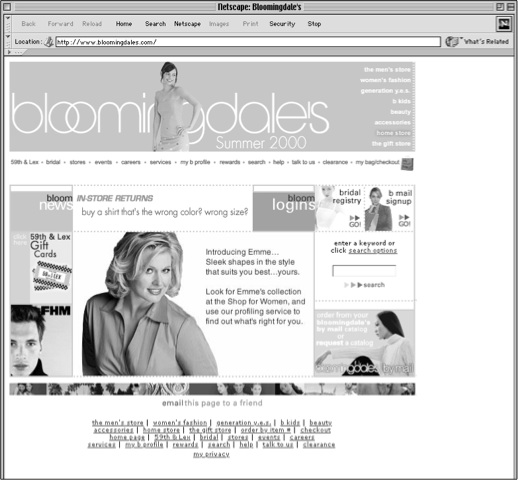 Netscape: Bloomingdale's
Back Forward Reload Home Search Netscape Images Print Security Stop
Location: http://www.bloomingdales.com/ What's Related
bloomingdale's
Summer 2000
the men's store
women's fashion
generation y.e.s.
b kids
beauty
accessories
home store
the gift store
59th & Lex • bridal • stores • events • careers • services • my b profile • rewards • search • help • talk to us • clearance • my bag/checkout
bloom
news
IN-STORE RETURNS
buy a shirt that's the wrong color? wrong size?
bloom
logins
bridal
registry
GO!
b mail
signup
GO!
click
here
59th & Lex
Gift
Cards
FHM
Introducing Emme...
Sleek shapes in the style
that suits you best...yours.
Look for Emme's collection
at the Shop for Women, and
use our profiling service to
find out what's right for you.
enter a keyword or
click search options
search
order from your
bloomingdale's
by mail catalog
or
request a catalog
bloomingdale's by mail
email this page to a friend
the men's store | women's fashion | generation y.e.s. | b kids | beauty
accessories | home store | the gift store | order by item # | checkout
home page | 59th & Lex | bridal | stores | events | careers
services | my b profile | rewards | search | help | talk to us | clearance
my privacy